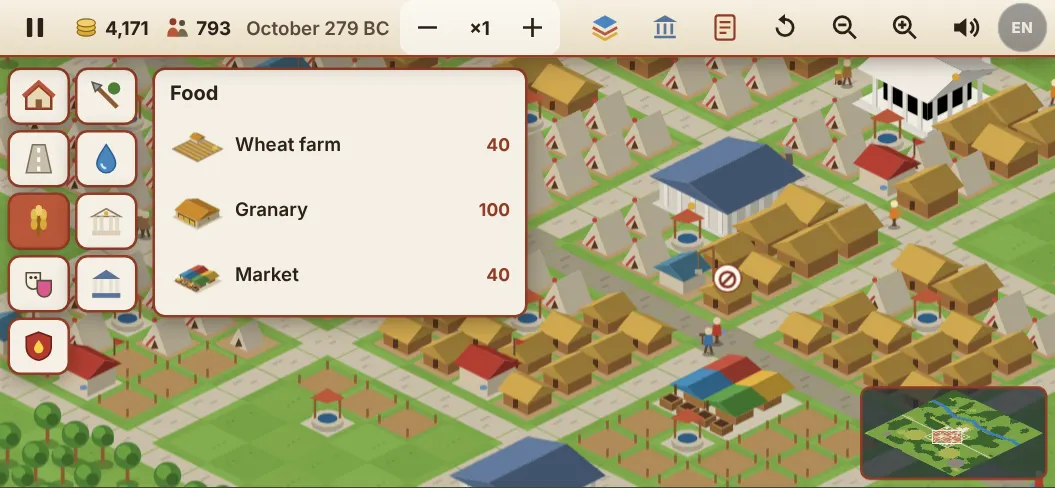 4,171 793 October 279 BC ×1 EN
Food
Wheat farm 40
Granary 100
Market 40